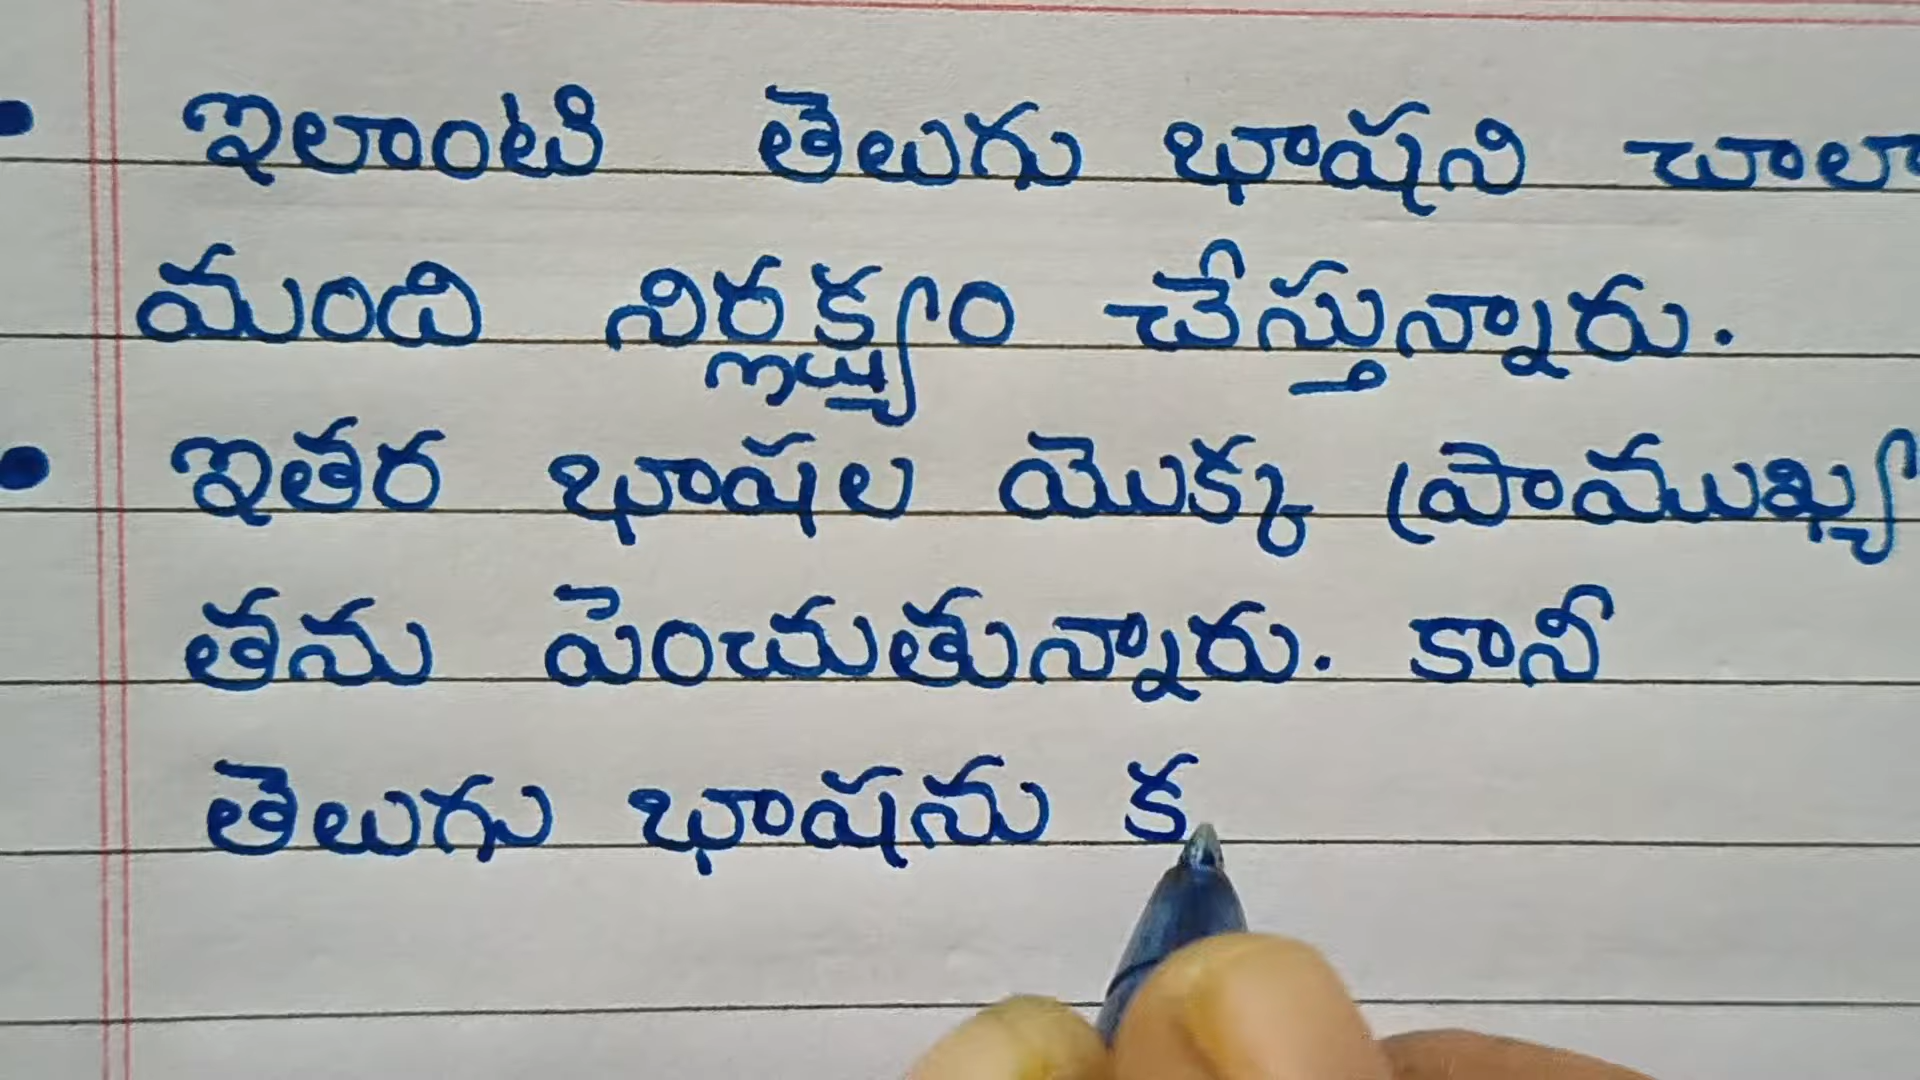 • ఇలాంటి తెలుగు భాషని చూలా
మంది నిర్లక్ష్యం చేస్తున్నారు.
• ఇతర భాషల యొక్క ప్రాముఖ్య
తను పెంచుతున్నారు. కానీ
తెలుగు భాషను క